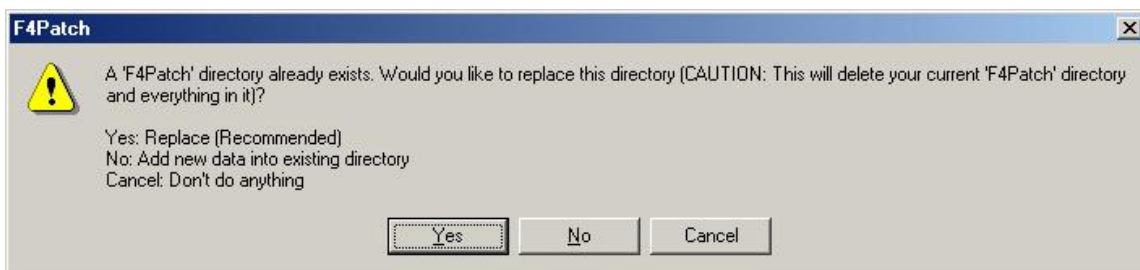 F4Patch
A 'F4Patch' directory already exists. Would you like to replace this directory (CAUTION: This will delete your current 'F4Patch' directory
and everything in it)?
Yes: Replace (Recommended)
No: Add new data into existing directory
Cancel: Don't do anything
Yes No Cancel